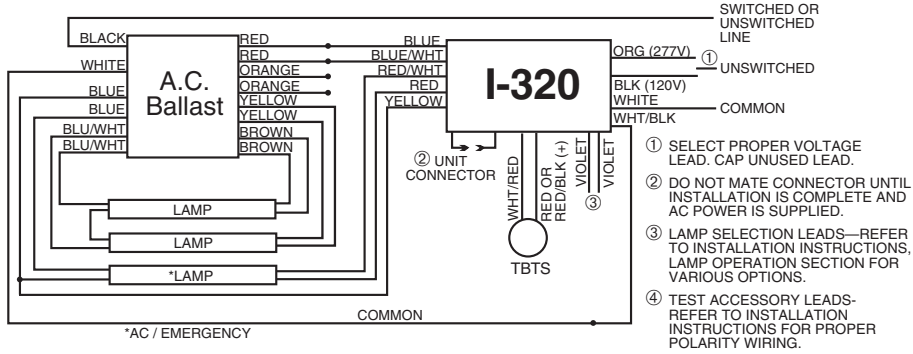 SWITCHED OR
UNSWITCHED
LINE
BLACK
RED
BLUE
RED
BLUE/WHT
ORG (277V)
①
WHITE
ORANGE
RED/WHT
UNSWITCHED
A.C.
Ballast
I-320
ORANGE
RED
BLK (120V)
BLUE
YELLOW
YELLOW
WHITE
COMMON
BLUE
YELLOW
WHT/BLK
BLU/WHT
BROWN
BLU/WHT
BROWN
② UNIT
CONNECTOR
WHT/RED
RED OR
RED/BLK (+)
VIOLET
VIOLET
③
TBTS
LAMP
LAMP
*LAMP
COMMON
*AC / EMERGENCY
① SELECT PROPER VOLTAGE
LEAD. CAP UNUSED LEAD.
② DO NOT MATE CONNECTOR UNTIL
INSTALLATION IS COMPLETE AND
AC POWER IS SUPPLIED.
③ LAMP SELECTION LEADS—REFER
TO INSTALLATION INSTRUCTIONS,
LAMP OPERATION SECTION FOR
VARIOUS OPTIONS.
④ TEST ACCESSORY LEADS-
REFER TO INSTALLATION
INSTRUCTIONS FOR PROPER
POLARITY WIRING.